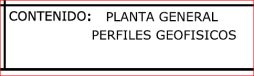 CONTENIDO: PLANTA GENERAL
PERFILES GEOFISICOS